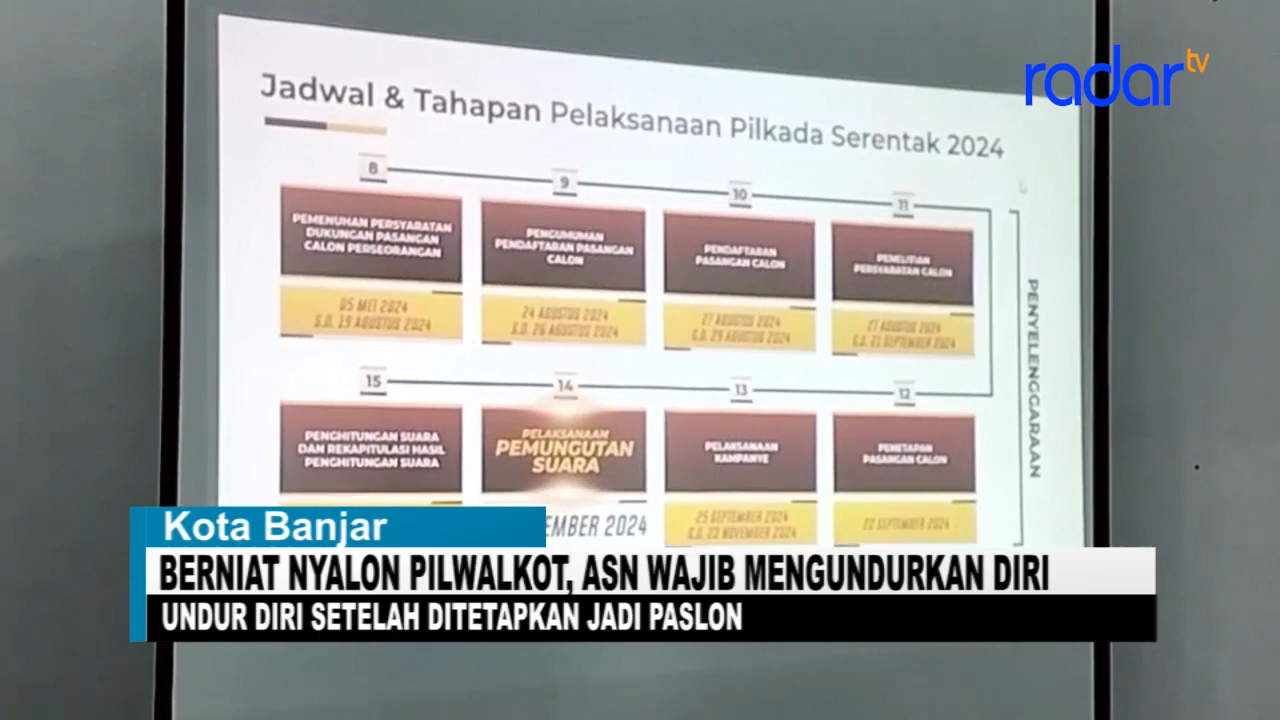 radar tv
Jadwal & Tahapan Pelaksanaan Pilkada Serentak 2024
8
9
10
11
PEMENUHAN PERSYARATAN
DUKUNGAN PASANGAN
CALON PERSEORANGAN
05 MEI 2024
S.D. 19 AGUSTUS 2024
PENGUMUMAN
PENDAFTARAN PASANGAN
CALON
24 AGUSTUS 2024
S.D. 26 AGUSTUS 2024
PENDAFTARAN
PASANGAN CALON
27 AGUSTUS 2024
S.D. 29 AGUSTUS 2024
PENELITIAN
PERSYARATAN CALON
27 AGUSTUS 2024
S.D. 21 SEPTEMBER 2024
PENYELENGGARAAN
15
14
13
12
PENGHITUNGAN SUARA
DAN REKAPITULASI HASIL
PENGHITUNGAN SUARA
PELAKSANAAN
PEMUNGUTAN
SUARA
EMBER 2024
PELAKSANAAN
KAMPANYE
25 SEPTEMBER 2024
S.D. 23 NOVEMBER 2024
PENETAPAN
PASANGAN CALON
22 SEPTEMBER 2024
Kota Banjar
BERNIAT NYALON PILWALKOT, ASN WAJIB MENGUNDURKAN DIRI
UNDUR DIRI SETELAH DITETAPKAN JADI PASLON